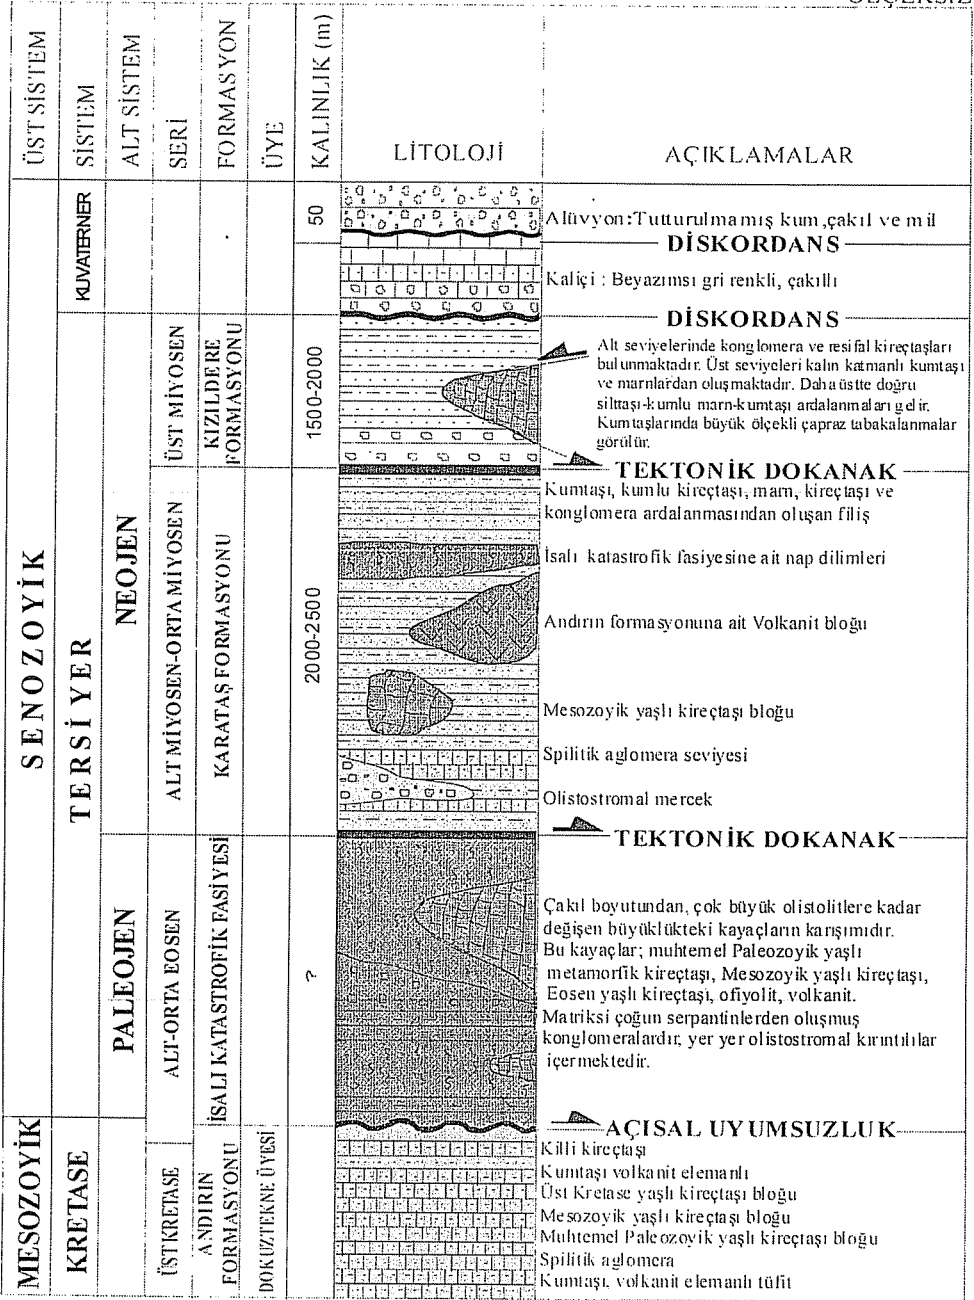 ÜST SİSTEM
SİSTEM
ALT SİSTEM
SERİ
FORMASYON
ÜYE
KALINLIK (m)
LİTOLOJİ
AÇIKLAMALAR
SENOZOYİK
MESOZOYİK
KUVATERNER
TERSİYER
KRETASE
NEOJEN
PALEOJEN
ÜST MİYOSEN
ALT MİYOSEN-ORTA MİYOSEN
ALT-ORTA EOSEN
ÜST KRETASE
KIZILDERE
FORMASYONU
KARATAŞ FORMASYONU
İSALI KATASTROFİK FASİYESİ
ANDIRIN
FORMASYONU
DOKUZTEKNE ÜYESİ
50
1500-2000
2000-2500
?
Alüvyon:Tutturulmamış kum,çakıl ve mil
DİSKORDANS
Kaliçi : Beyazımsı gri renkli, çakıllı
DİSKORDANS
Alt seviyelerinde konglomera ve resifal kireçtaşları
bulunmaktadır. Üst seviyeleri kalın katmanlı kumtaşı
ve marnlardan oluşmaktadır. Daha üstte doğru
silttaşı-kumlu marn-kumtaşı ardalanmaları gelir.
Kumtaşlarında büyük ölçekli çapraz tabakalanmalar
görülür.
TEKTONİK DOKANAK
Kumtaşı, kumlu kireçtaşı, marn, kireçtaşı ve
konglomera ardalanmasından oluşan filiş
İsalı katastrofik fasiyesine ait nap dilimleri
Andırın formasyonuna ait Volkanit bloğu
Mesozoyik yaşlı kireçtaşı bloğu
Spilitik aglomera seviyesi
Olistostromal mercek
TEKTONİK DOKANAK
Çakıl boyutundan, çok büyük olistolitlere kadar
değişen büyüklükteki kayaçların karışımıdır.
Bu kayaçlar; muhtemel Paleozoyik yaşlı
metamorfik kireçtaşı, Mesozoyik yaşlı kireçtaşı,
Eosen yaşlı kireçtaşı, ofiyolit, volkanit.
Matriksi çoğun serpantinlerden oluşmuş
konglomeralardır, yer yer olistostromal kırıntılılar
içermektedir.
AÇISAL UYUMSUZLUK
Killi kireçtaşı
Kumtaşı volkanit elemanlı
Üst Kretase yaşlı kireçtaşı bloğu
Mesozoyik yaşlı kireçtaşı bloğu
Muhtemel Paleozoyik yaşlı kireçtaşı bloğu
Spilitik aglomera
Kumtaşı, volkanit elemanlı tüfit